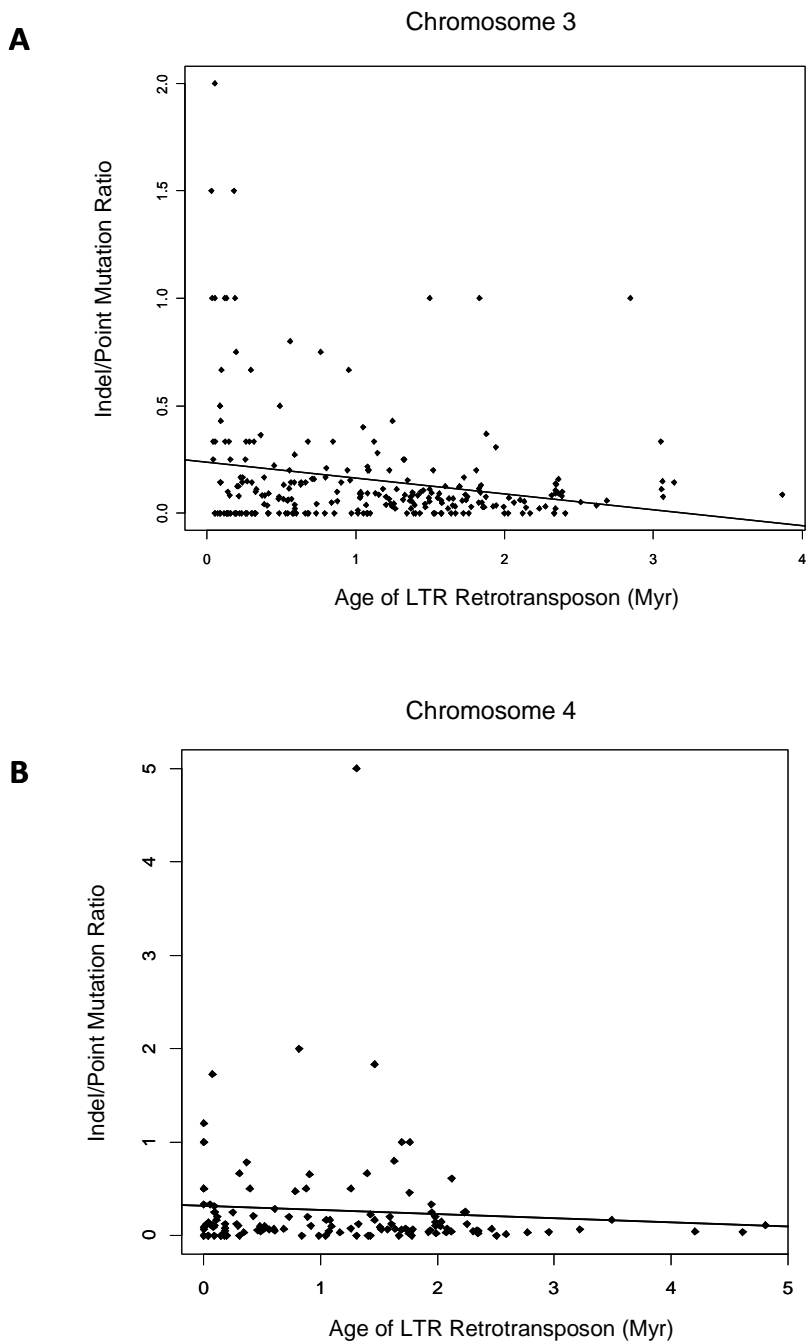 A
Chromosome 3
Indel/Point Mutation Ratio
2.0
1.5
1.0
0.5
0.0
0 1 2 3 4
Age of LTR Retrotransposon (Myr)
B
Chromosome 4
Indel/Point Mutation Ratio
5
4
3
2
1
0
0 1 2 3 4 5
Age of LTR Retrotransposon (Myr)